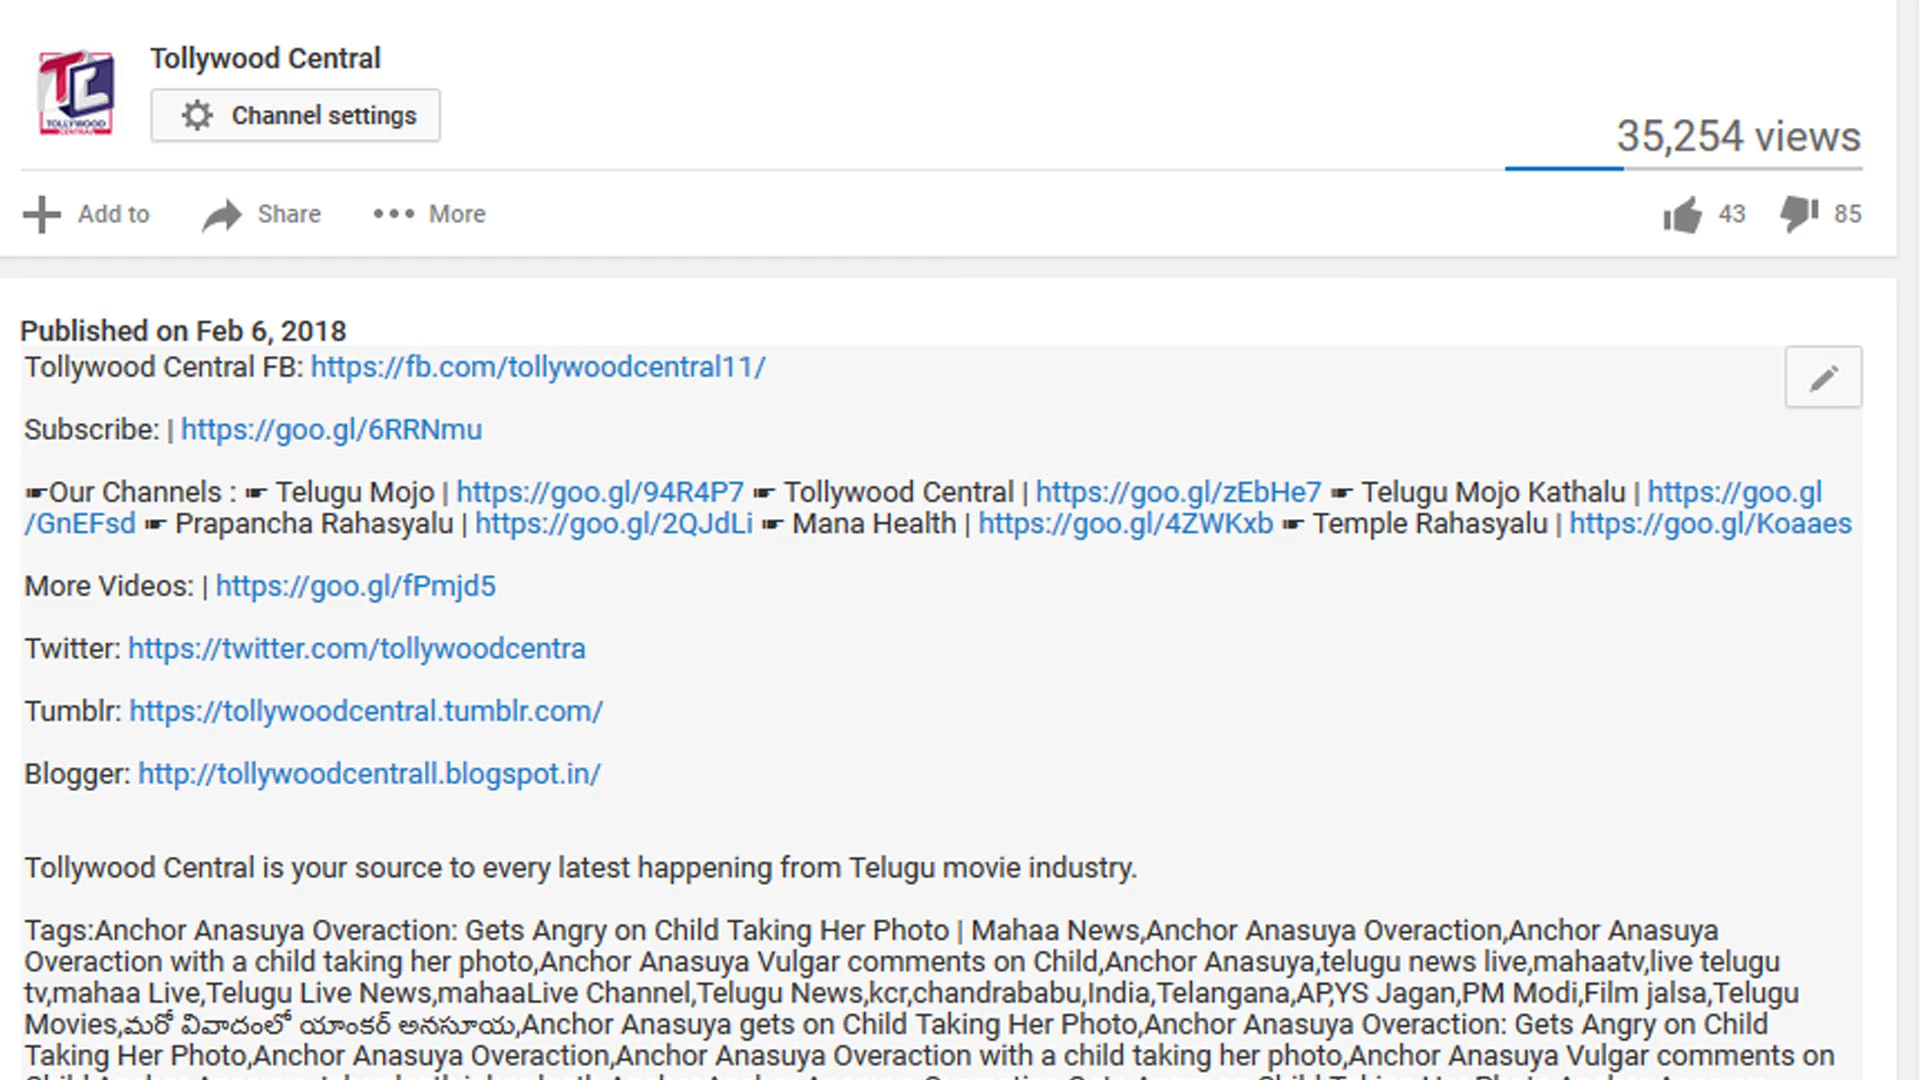 Tollywood Central
TOLLYWOOD
CENTRAL
Channel settings
35,254 views
Add to Share More 43 85
Published on Feb 6, 2018
Tollywood Central FB: https://fb.com/tollywoodcentral11/
Subscribe: | https://goo.gl/6RRNmu
☛Our Channels : ☛ Telugu Mojo | https://goo.gl/94R4P7 ☛ Tollywood Central | https://goo.gl/zEbHe7 ☛ Telugu Mojo Kathalu | https://goo.gl
/GnEFsd ☛ Prapancha Rahasyalu | https://goo.gl/2QJdLi ☛ Mana Health | https://goo.gl/4ZWKxb ☛ Temple Rahasyalu | https://goo.gl/Koaaes
More Videos: | https://goo.gl/fPmjd5
Twitter: https://twitter.com/tollywoodcentra
Tumblr: https://tollywoodcentral.tumblr.com/
Blogger: http://tollywoodcentrall.blogspot.in/
Tollywood Central is your source to every latest happening from Telugu movie industry.
Tags:Anchor Anasuya Overaction: Gets Angry on Child Taking Her Photo | Mahaa News,Anchor Anasuya Overaction,Anchor Anasuya
Overaction with a child taking her photo,Anchor Anasuya Vulgar comments on Child,Anchor Anasuya,telugu news live,mahaatv,live telugu
tv,mahaa Live,Telugu Live News,mahaaLive Channel,Telugu News,kcr,chandrababu,India,Telangana,AP,YS Jagan,PM Modi,Film jalsa,Telugu
Movies,మరో వివాదంలో యాంకర్ అనసూయ,Anchor Anasuya gets on Child Taking Her Photo,Anchor Anasuya Overaction: Gets Angry on Child
Taking Her Photo,Anchor Anasuya Overaction,Anchor Anasuya Overaction with a child taking her photo,Anchor Anasuya Vulgar comments on